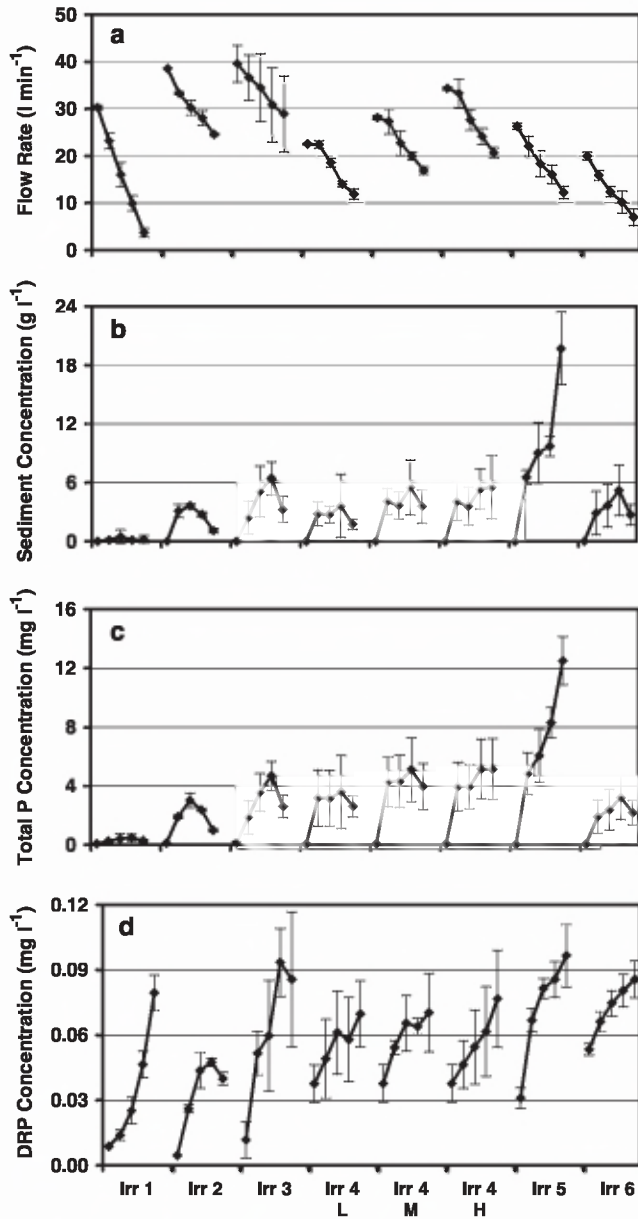 a
50
40
30
20
10
0
Flow Rate (l min⁻¹)
b
24
18
12
6
0
Sediment Concentration (g l⁻¹)
c
16
12
8
4
0
Total P Concentration (mg l⁻¹)
d
0.12
0.09
0.06
0.03
0.00
DRP Concentration (mg l⁻¹)
Irr 1 Irr 2 Irr 3 Irr 4 Irr 4 Irr 4 Irr 5 Irr 6
L M H